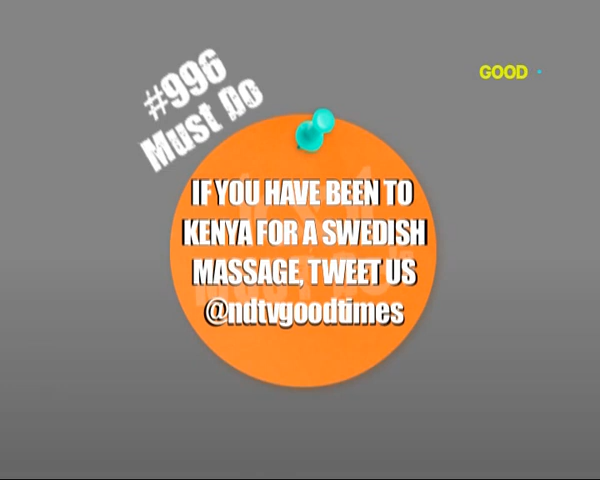 #996
Must Do
GOOD
IF YOU HAVE BEEN TO
KENYA FOR A SWEDISH
MASSAGE, TWEET US
@ndtvgoodtimes